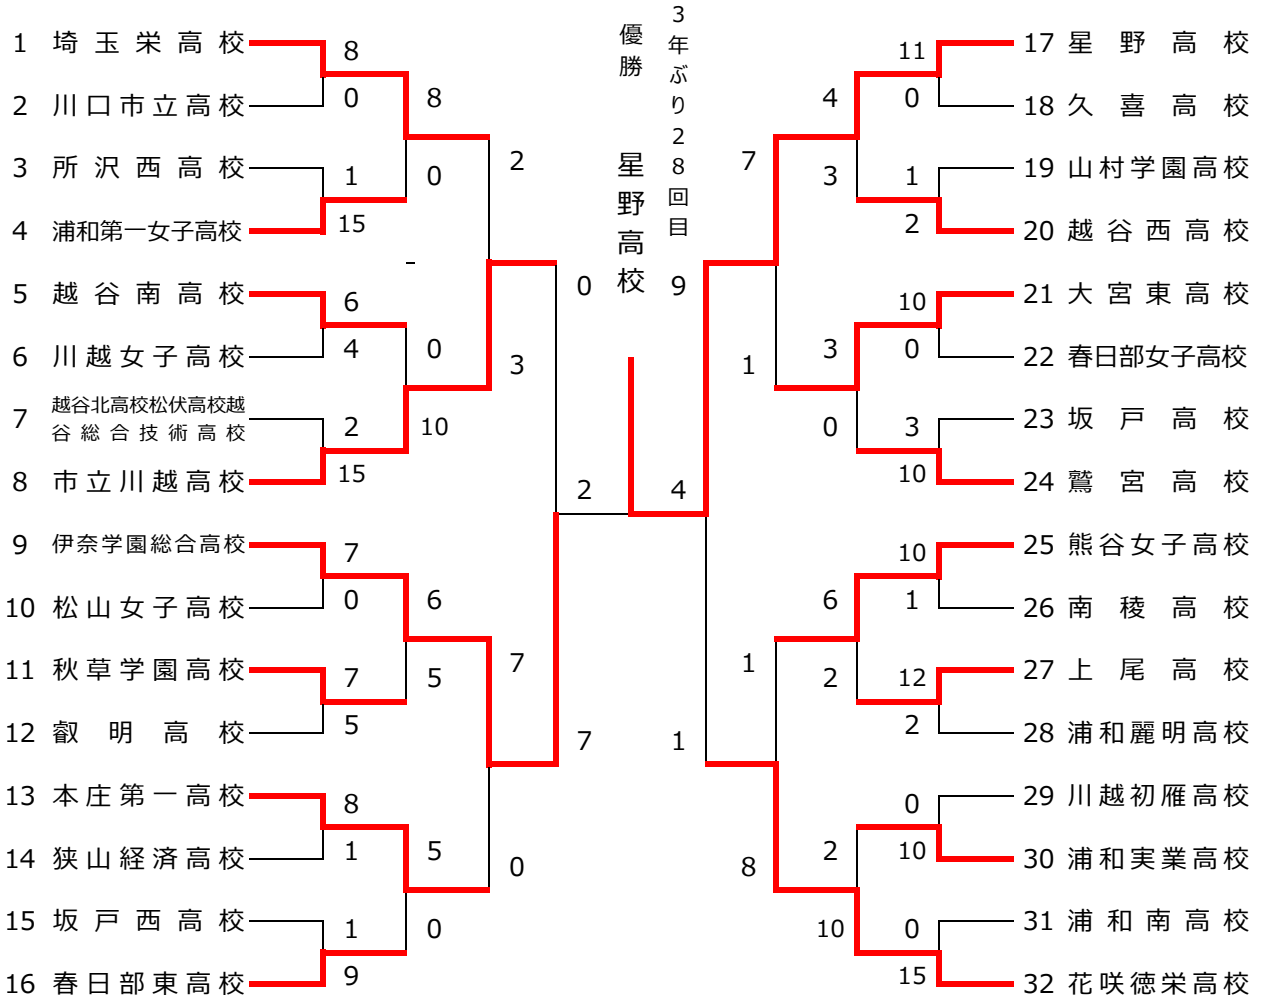 1 埼玉栄高校
2 川口市立高校
3 所沢西高校
4 浦和第一女子高校
5 越谷南高校
6 川越女子高校
7 越谷北高校松伏高校越
谷総合技術高校
8 市立川越高校
9 伊奈学園総合高校
10 松山女子高校
11 秋草学園高校
12 叡明高校
13 本庄第一高校
14 狭山経済高校
15 坂戸西高校
16 春日部東高校
8
0
1
15
6
4
2
15
7
0
7
5
8
1
1
9
8
0
-
0
10
6
5
5
0
2
3
7
0
0
7
2
優勝 星野高校
3年ぶり28回目
4
9
1
7
1
1
8
4
3
3
0
6
2
2
10
11
0
1
2
10
0
3
10
10
1
12
2
0
10
0
15
17 星野高校
18 久喜高校
19 山村学園高校
20 越谷西高校
21 大宮東高校
22 春日部女子高校
23 坂戸高校
24 鷲宮高校
25 熊谷女子高校
26 南稜高校
27 上尾高校
28 浦和麗明高校
29 川越初雁高校
30 浦和実業高校
31 浦和南高校
32 花咲徳栄高校